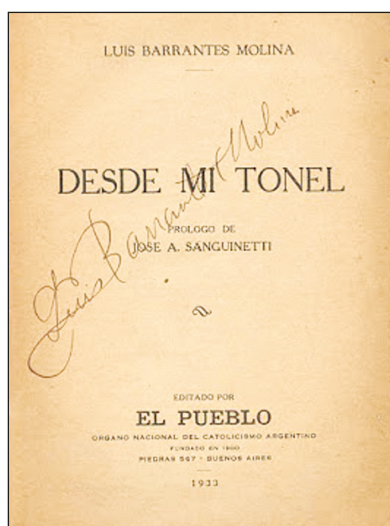 LUIS BARRANTES MOLINA
DESDE MI TONEL
PROLOGO DE
JOSE A. SANGUINETTI
Luis Barrantes Molina
EDITADO POR
EL PUEBLO
ORGANO NACIONAL DEL CATOLICISMO ARGENTINO
FUNDADO EN 1900
PIEDRAS 567 - BUENOS AIRES
1933